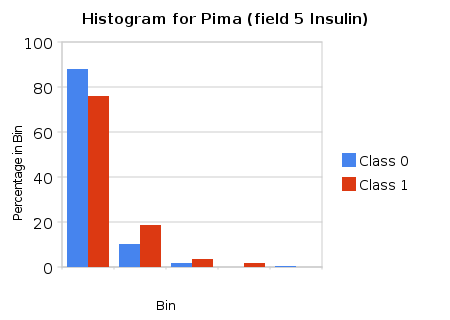 Histogram for Pima (field 5 Insulin)
100
80
60
40
20
0
Percentage in Bin
Bin
Class 0
Class 1